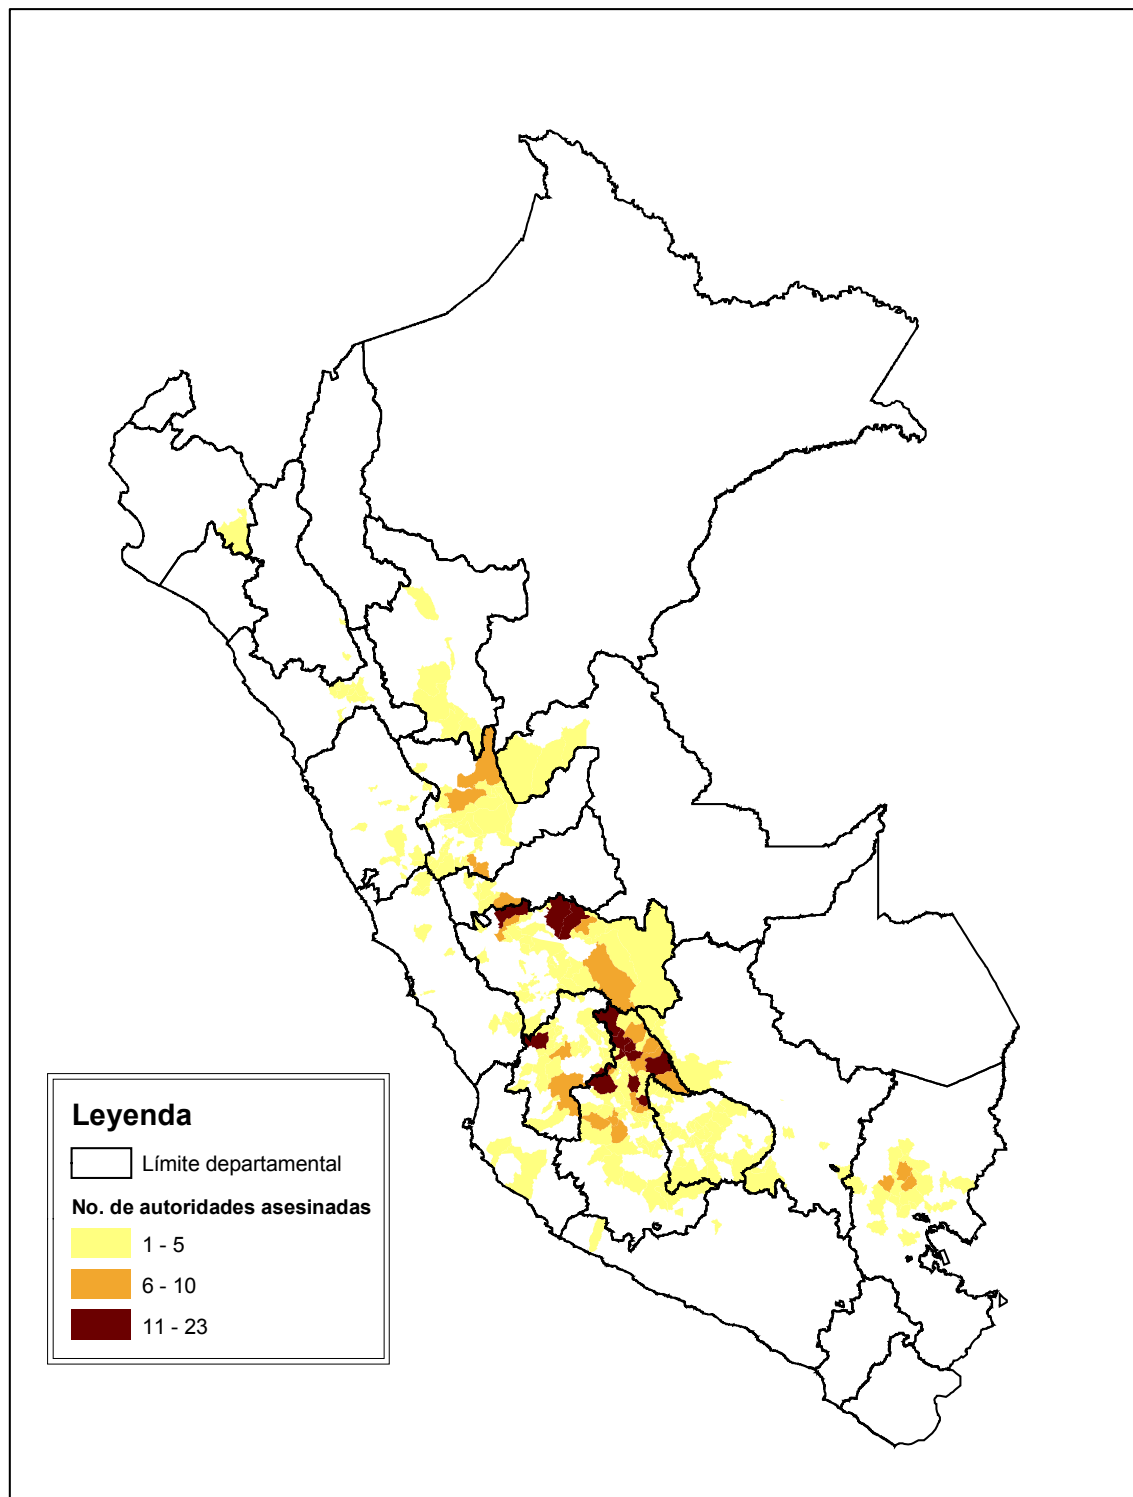 Leyenda
Límite departamental
No. de autoridades asesinadas
1 - 5
6 - 10
11 - 23